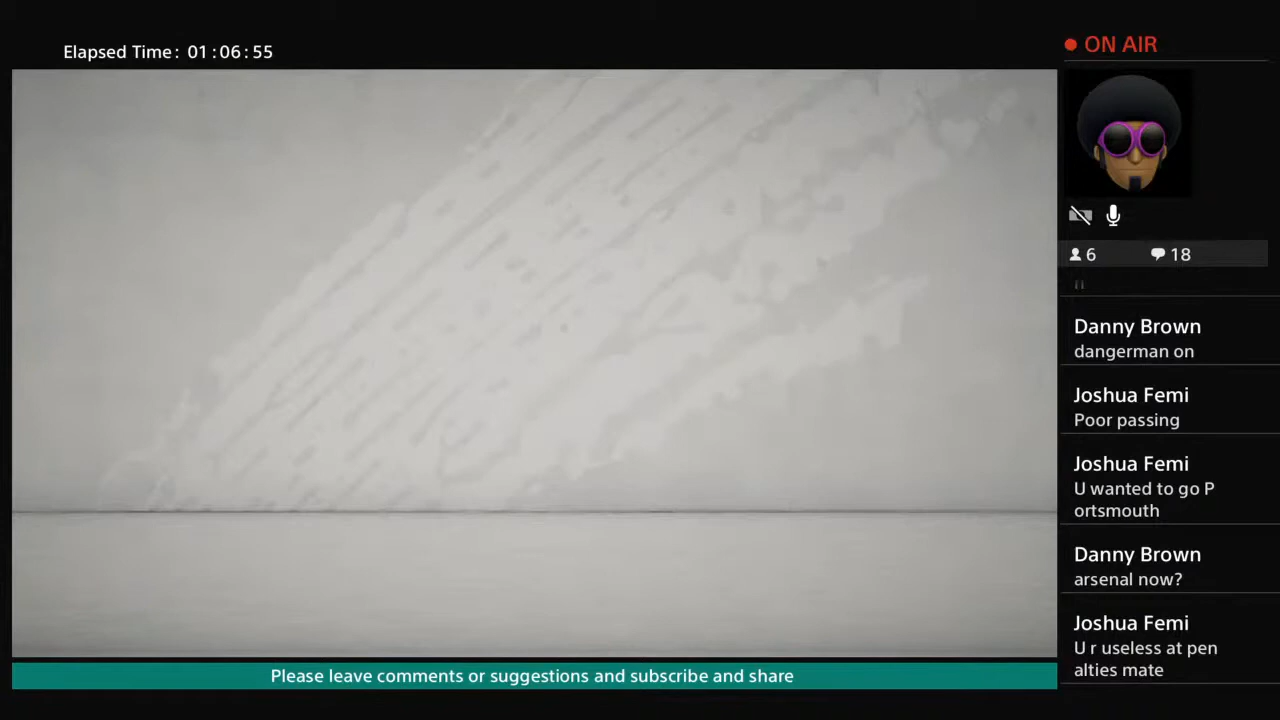 Elapsed Time: 01:06:55
ON AIR
6
18
Danny Brown
dangerman on
Joshua Femi
Poor passing
Joshua Femi
U wanted to go P
ortsmouth
Danny Brown
arsenal now?
Joshua Femi
U r useless at pen
alties mate
Please leave comments or suggestions and subscribe and share